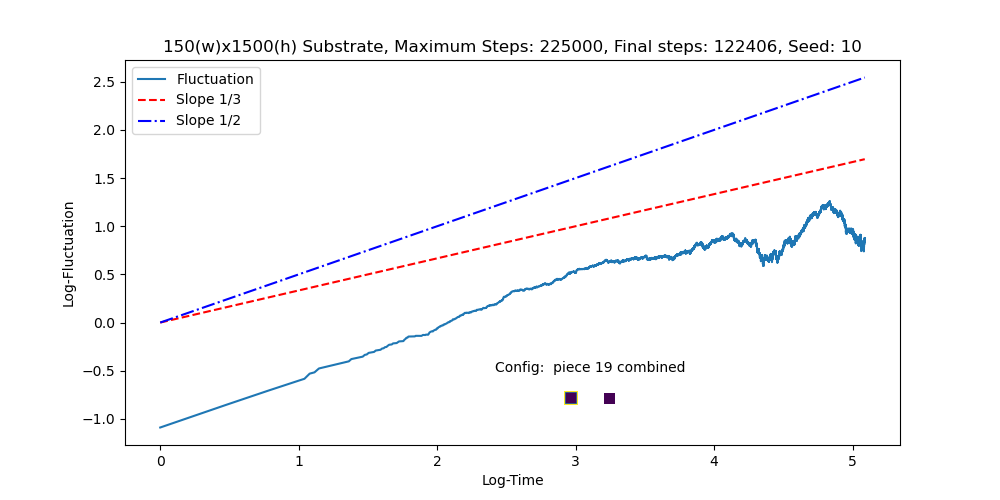 150(w)x1500(h) Substrate, Maximum Steps: 225000, Final steps: 122406, Seed: 10
Fluctuation
Slope 1/3
Slope 1/2
2.5
2.0
1.5
1.0
0.5
0.0
−0.5
−1.0
Log-Fluctuation
Config:  piece 19 combined
0 1 2 3 4 5
Log-Time